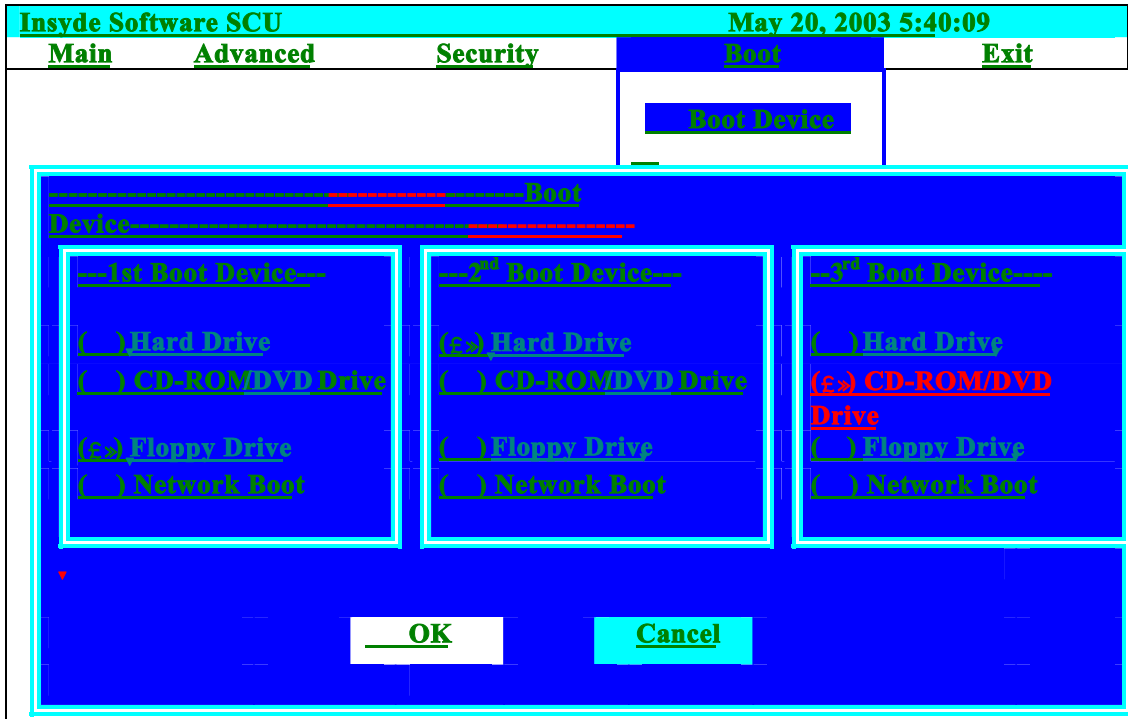 Insyde Software SCU May 20, 2003 5:40:09
Main Advanced Security Boot Exit
Boot Device
-----------------------------------------------Boot
Device--------------------------------------------------
---1st Boot Device---
( ) Hard Drive
( ) CD-ROM/DVD Drive
(£») Floppy Drive
( ) Network Boot
---2nd Boot Device---
(£») Hard Drive
( ) CD-ROM/DVD Drive
( ) Floppy Drive
( ) Network Boot
--3rd Boot Device----
( ) Hard Drive
(£») CD-ROM/DVD
Drive
( ) Floppy Drive
( ) Network Boot
OK Cancel